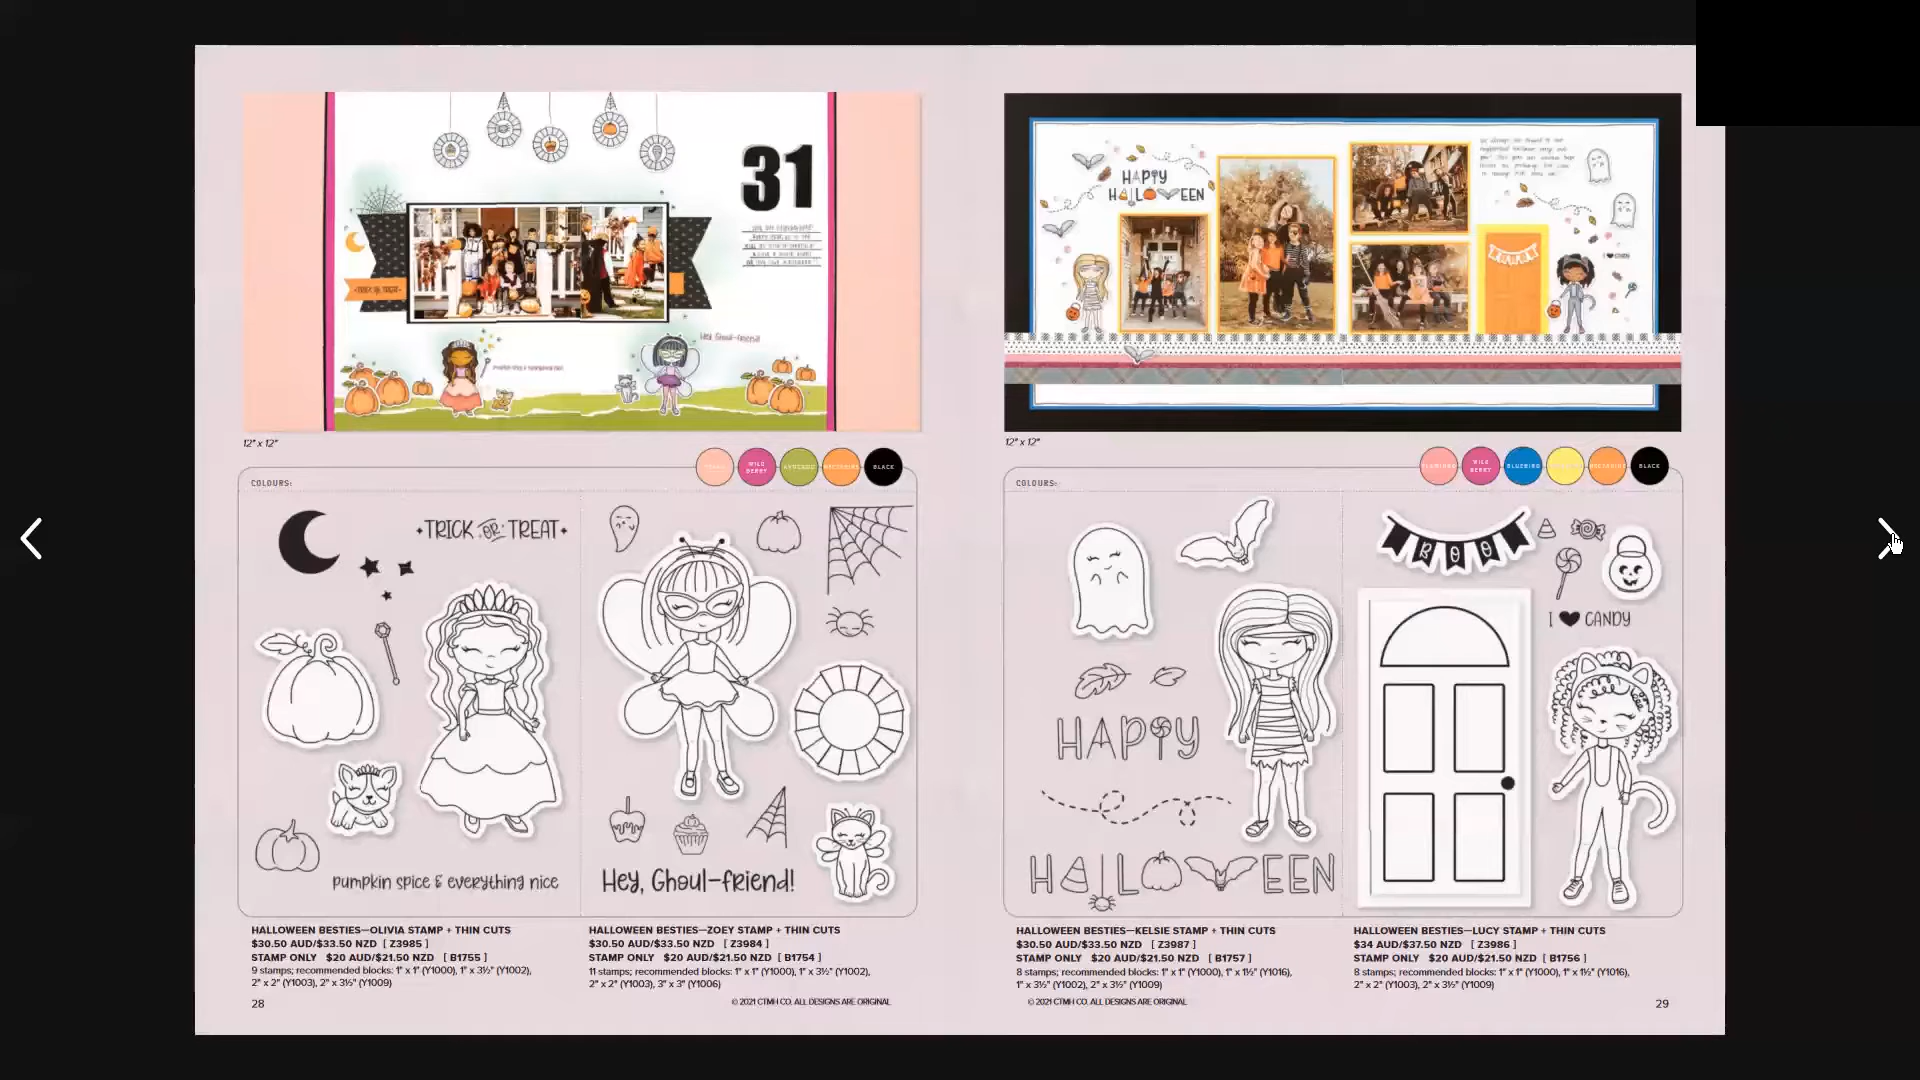 31
TRICK OR TREAT
Hey, Ghoul-friend!
12" x 12"
COLOURS:
WILD BERRY
AVOCADO
BLACK
TRICK OR TREAT
pumpkin spice & everything nice
Hey, Ghoul-friend!
HALLOWEEN BESTIES—OLIVIA STAMP + THIN CUTS
$30.50 AUD/$33.50 NZD [ Z3985 ]
STAMP ONLY $20 AUD/$21.50 NZD [ B1755 ]
9 stamps; recommended blocks: 1" x 1" (Y1000), 1" x 3½" (Y1002),
2" x 2" (Y1003), 2" x 3½" (Y1009)
28
HALLOWEEN BESTIES—ZOEY STAMP + THIN CUTS
$30.50 AUD/$33.50 NZD [ Z3984 ]
STAMP ONLY $20 AUD/$21.50 NZD [ B1754 ]
11 stamps; recommended blocks: 1" x 1" (Y1000), 1" x 3½" (Y1002),
2" x 2" (Y1003), 3" x 3" (Y1006)
© 2021 CTMH CO. ALL DESIGNS ARE ORIGINAL
HAPPY
HALLOWEEN
12" x 12"
COLOURS:
WILD BERRY
BLUEBIRD
BLACK
HAPPY
HALLOWEEN
BOO
I ♥ CANDY
HALLOWEEN BESTIES—KELSIE STAMP + THIN CUTS
$30.50 AUD/$33.50 NZD [ Z3987 ]
STAMP ONLY $20 AUD/$21.50 NZD [ B1757 ]
8 stamps; recommended blocks: 1" x 1" (Y1000), 1" x 1½" (Y1016),
1" x 3½" (Y1002), 2" x 3½" (Y1009)
© 2021 CTMH CO. ALL DESIGNS ARE ORIGINAL
HALLOWEEN BESTIES—LUCY STAMP + THIN CUTS
$34 AUD/$37.50 NZD [ Z3986 ]
STAMP ONLY $20 AUD/$21.50 NZD [ B1756 ]
8 stamps; recommended blocks: 1" x 1" (Y1000), 1" x 1½" (Y1016),
2" x 2" (Y1003), 2" x 3½" (Y1009)
29